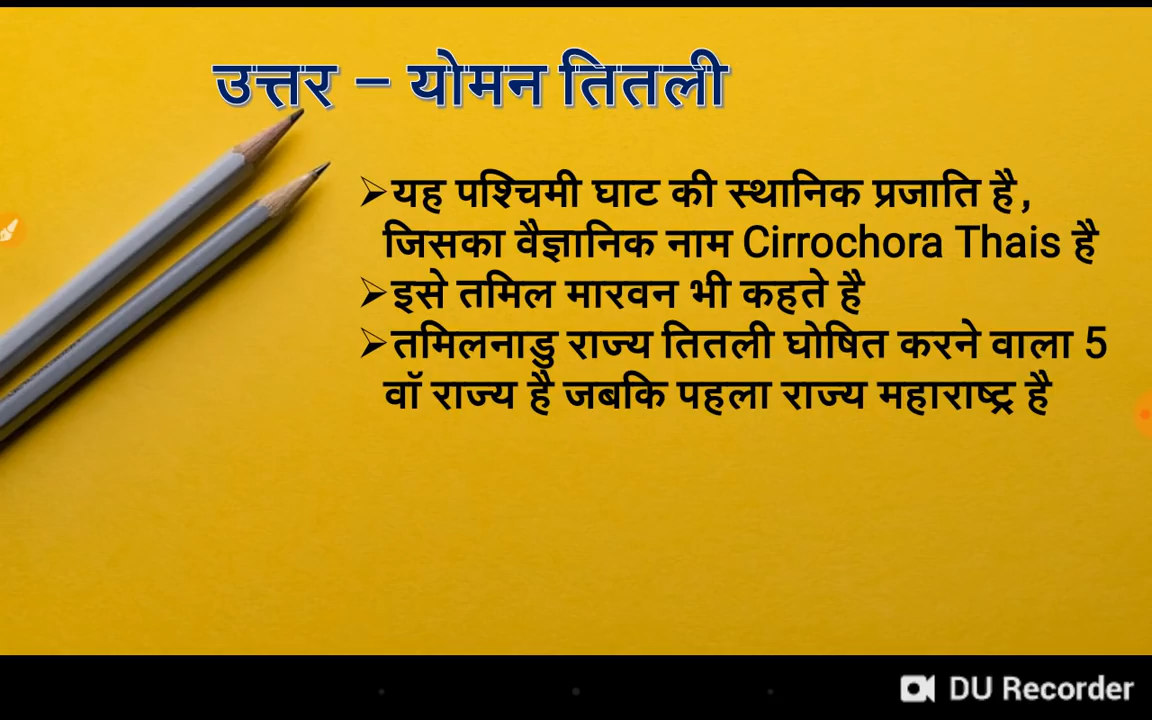 उत्तर – योमन तितली
➢यह पश्चिमी घाट की स्थानिक प्रजाति है,
जिसका वैज्ञानिक नाम Cirrochora Thais है
➢इसे तमिल मारवन भी कहते है
➢तमिलनाडु राज्य तितली घोषित करने वाला 5
वॉ राज्य है जबकि पहला राज्य महाराष्ट्र है
DU Recorder